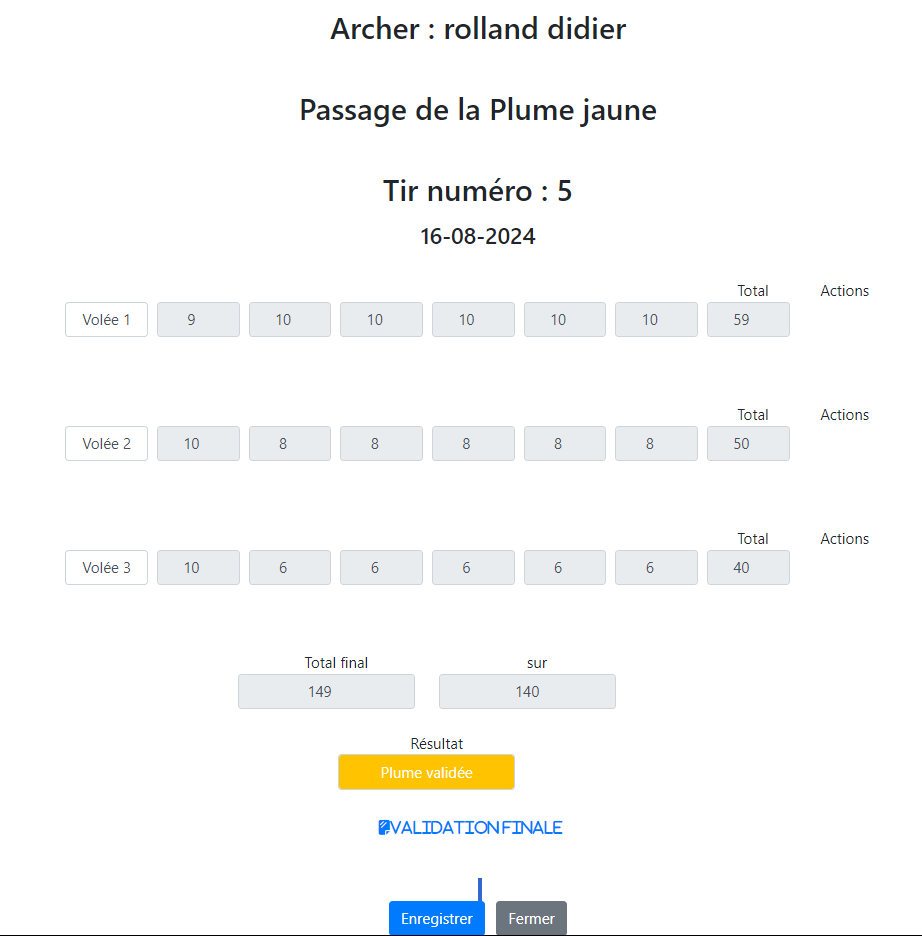 Archer : rolland didier
Passage de la Plume jaune
Tir numéro : 5
16-08-2024
Total Actions
Volée 1 9 10 10 10 10 10 59
Total Actions
Volée 2 10 8 8 8 8 8 50
Total Actions
Volée 3 10 6 6 6 6 6 40
Total final sur
149 140
Résultat
Plume validée
VALIDATION FINALE
Enregistrer Fermer